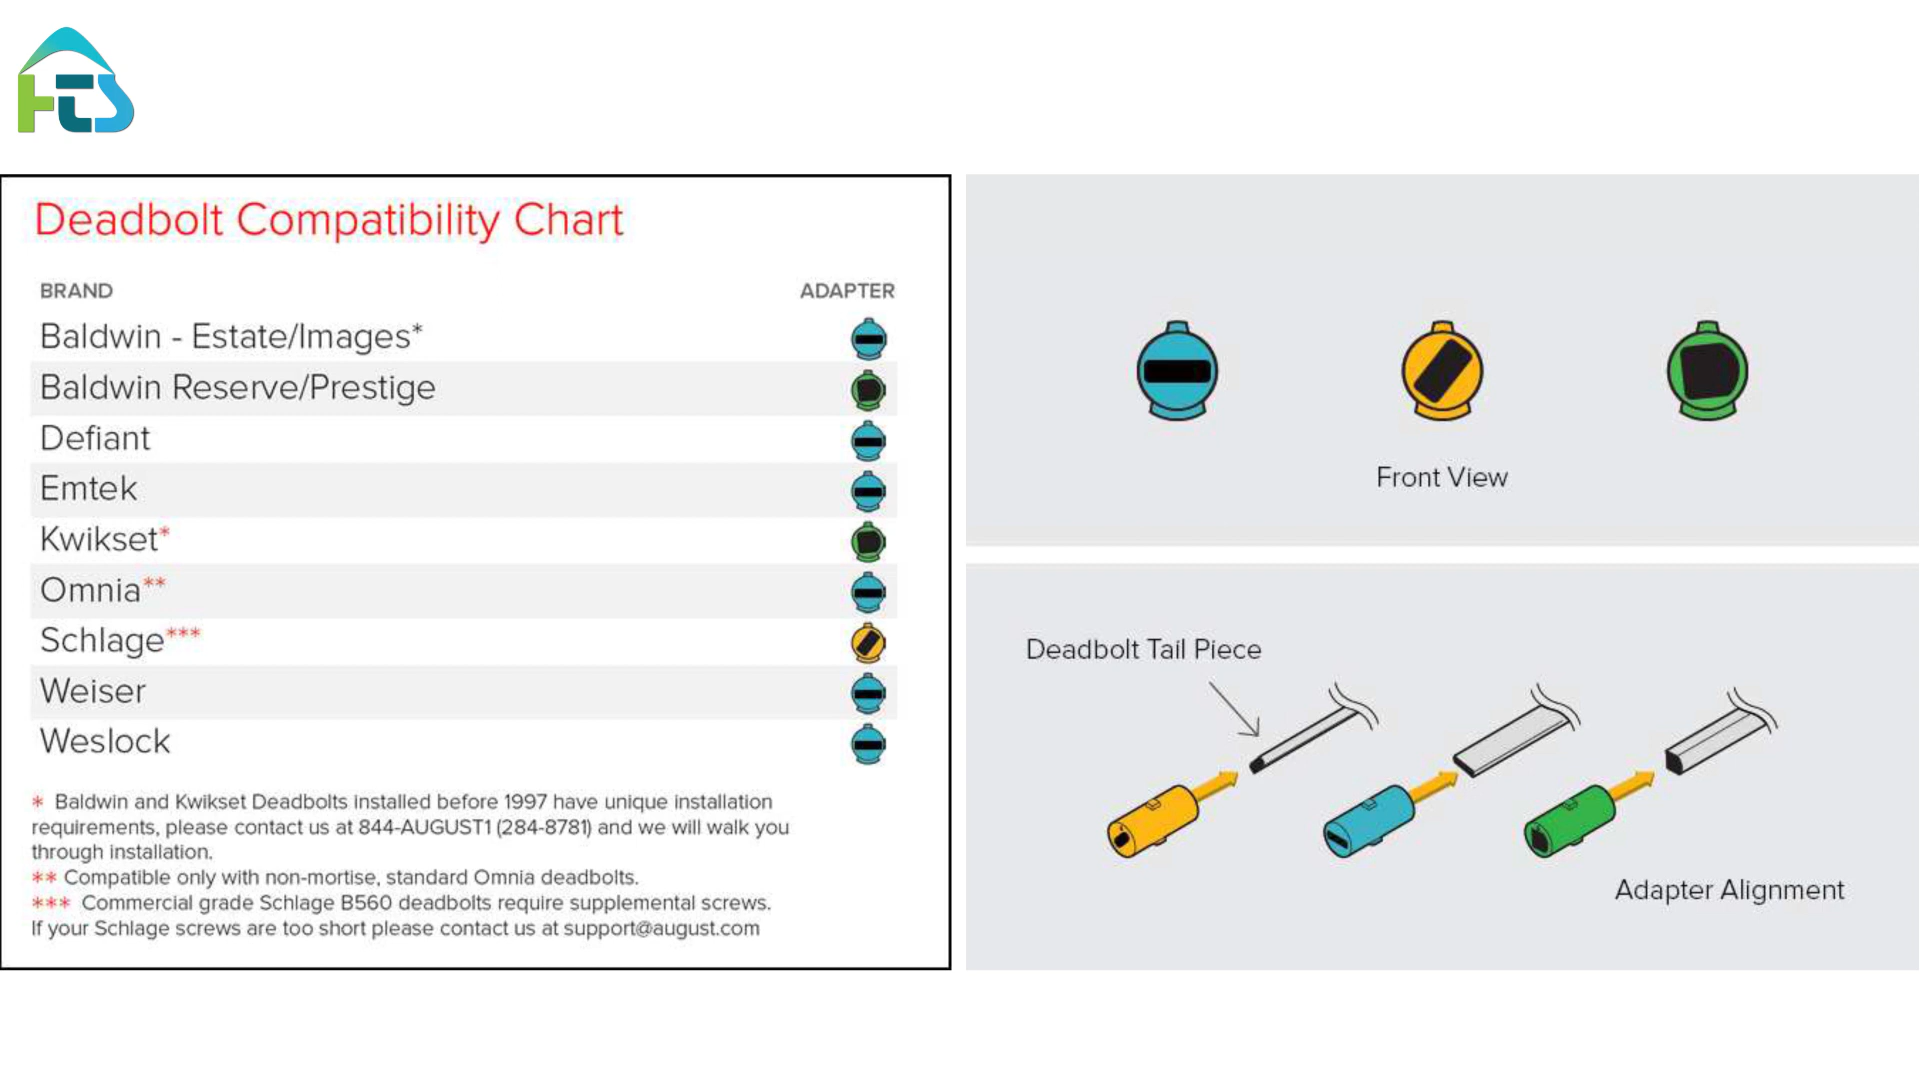 HTS
Deadbolt Compatibility Chart
BRAND ADAPTER
Baldwin - Estate/Images*
Baldwin Reserve/Prestige
Defiant
Emtek
Kwikset*
Omnia**
Schlage***
Weiser
Weslock
* Baldwin and Kwikset Deadbolts installed before 1997 have unique installation
requirements, please contact us at 844-AUGUST1 (284-8781) and we will walk you
through installation.
** Compatible only with non-mortise, standard Omnia deadbolts.
*** Commercial grade Schlage B560 deadbolts require supplemental screws.
If your Schlage screws are too short please contact us at support@august.com
Front View
Deadbolt Tail Piece
Adapter Alignment